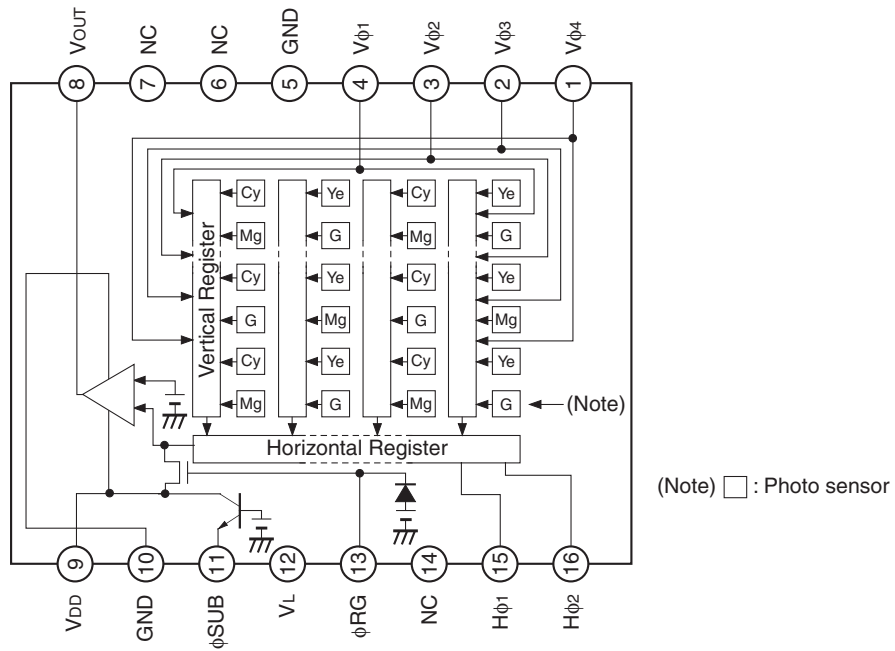 VOUT NC NC GND Vφ1 Vφ2 Vφ3 Vφ4
8 7 6 5 4 3 2 1
Vertical Register
Cy Ye Cy Ye
Mg G Mg G
Cy Ye Cy Ye
G Mg G Mg
Cy Ye Cy Ye
Mg G Mg G
(Note)
Horizontal Register
(Note) □ : Photo sensor
9 10 11 12 13 14 15 16
VDD GND φSUB VL φRG NC Hφ1 Hφ2